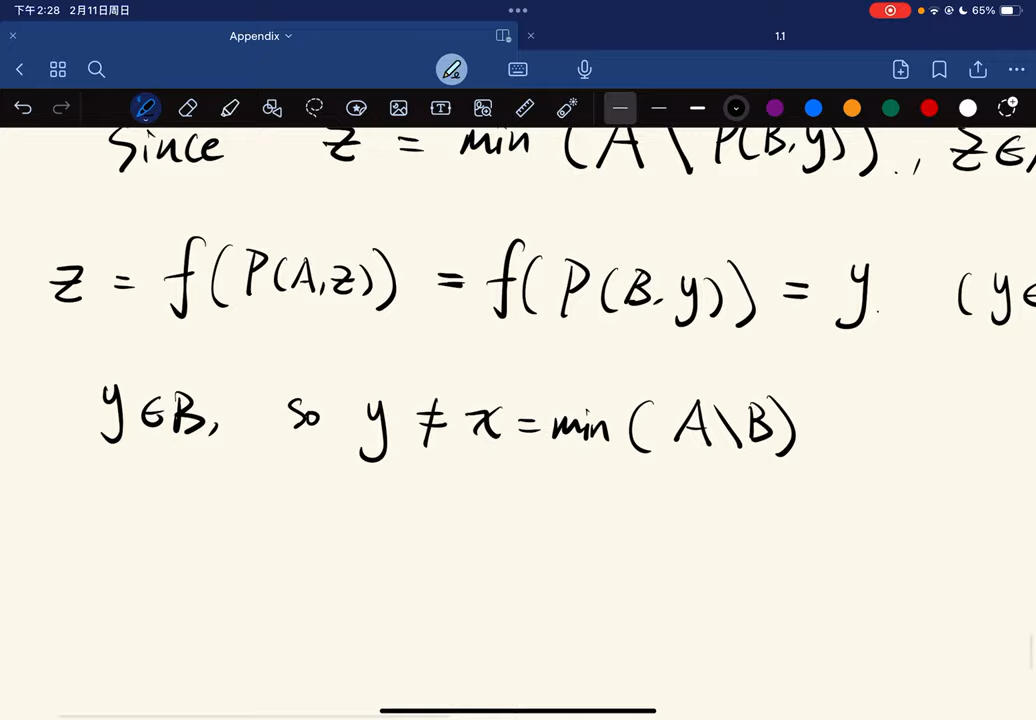 下午2:28 2月11日周日
65%
Appendix
1.1
Since z = min (A \ P(B,y)), z ∈
z = f(P(A,z)) = f(P(B,y)) = y. (y ∈
y ∈ B, so y ≠ x = min (A \ B)